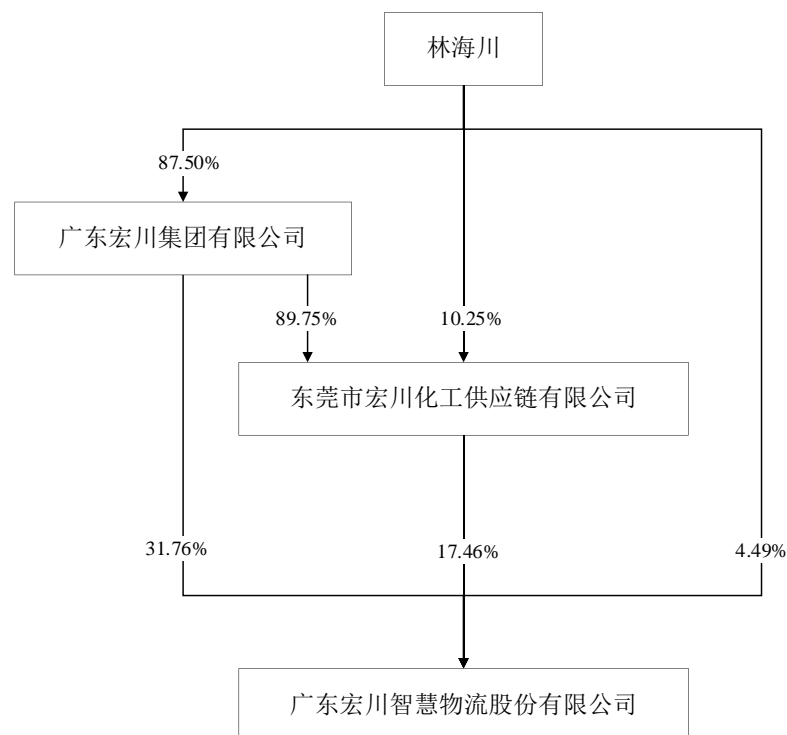 林海川
87.50%
广东宏川集团有限公司
89.75%
10.25%
东莞市宏川化工供应链有限公司
31.76%
17.46%
4.49%
广东宏川智慧物流股份有限公司